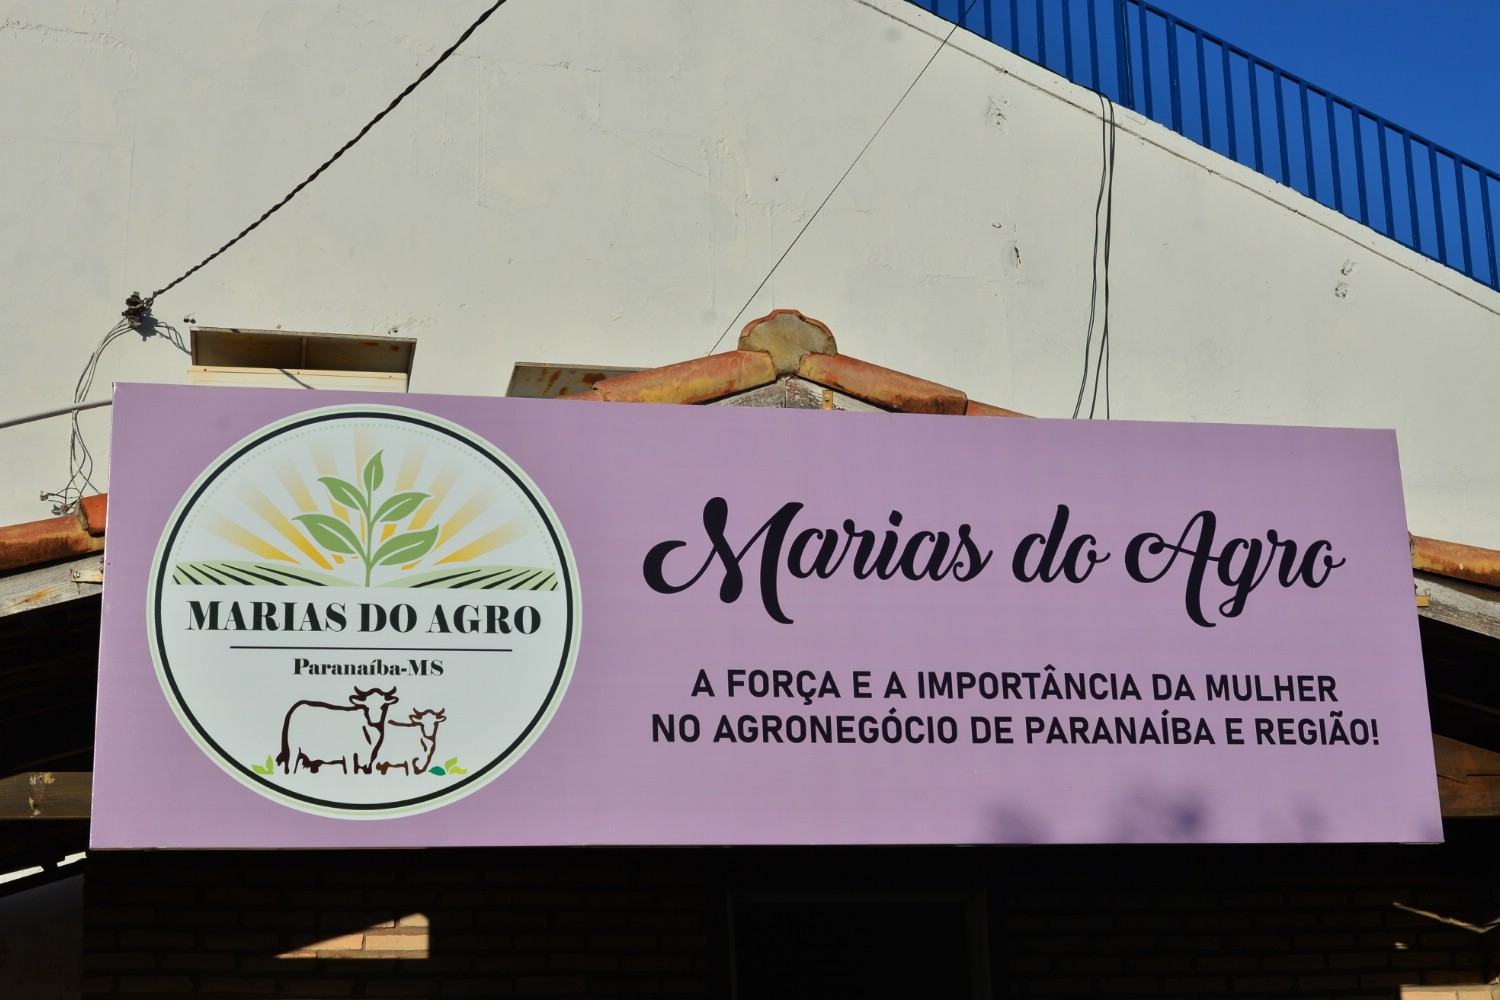 MARIAS DO AGRO
Paranaíba-MS
Marias do Agro
A FORÇA E A IMPORTÂNCIA DA MULHER
NO AGRONEGÓCIO DE PARANAÍBA E REGIÃO!